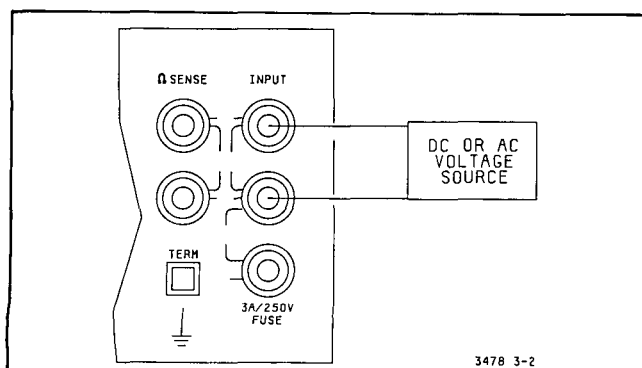 Ω SENSE INPUT
DC OR AC
VOLTAGE
SOURCE
TERM
3A/250V
FUSE
3478 3-2